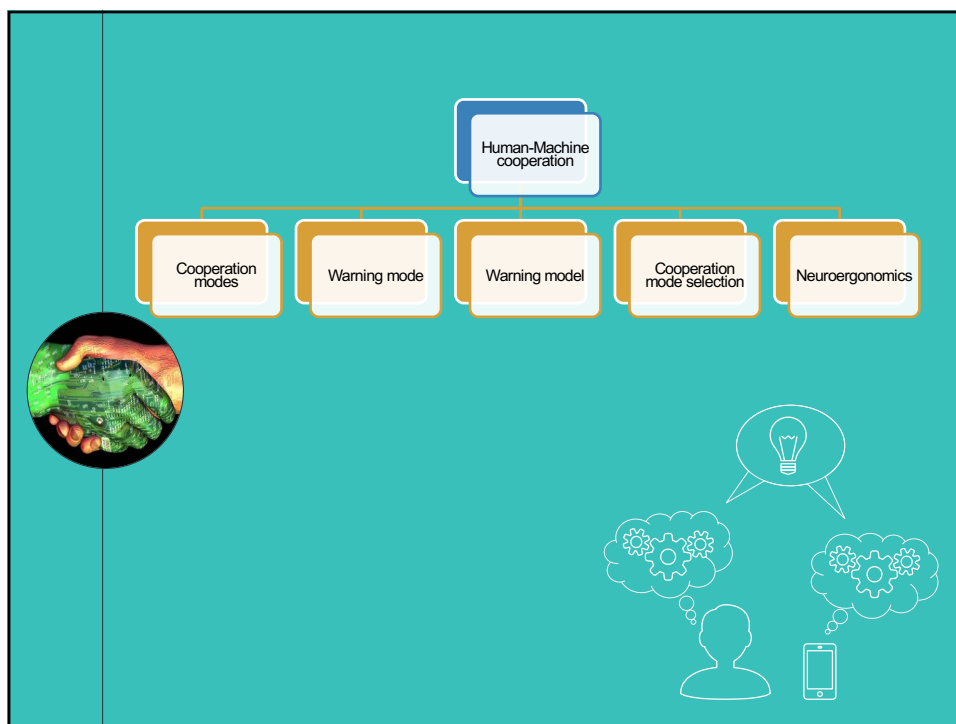 Human-Machine
cooperation
Cooperation
modes
Warning mode
Warning model
Cooperation
mode selection
Neuroergonomics